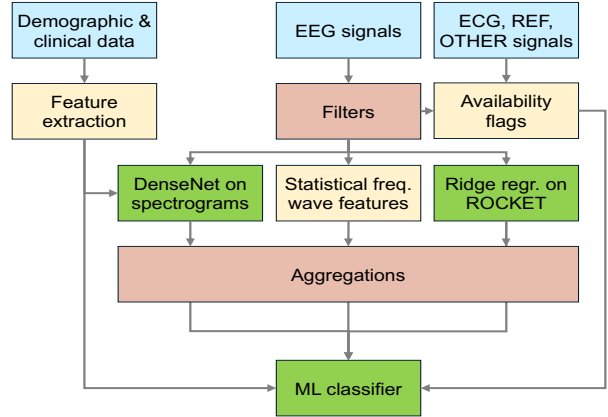 Demographic &
clinical data
EEG signals
ECG, REF,
OTHER signals
Feature
extraction
Filters
Availability
flags
DenseNet on
spectrograms
Statistical freq.
wave features
Ridge regr. on
ROCKET
Aggregations
ML classifier